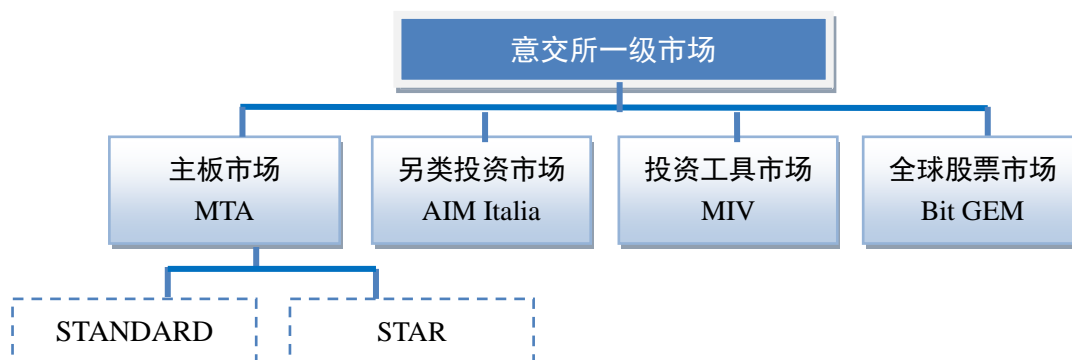 意交所一级市场
主板市场
MTA
另类投资市场
AIM Italia
投资工具市场
MIV
全球股票市场
Bit GEM
STANDARD
STAR